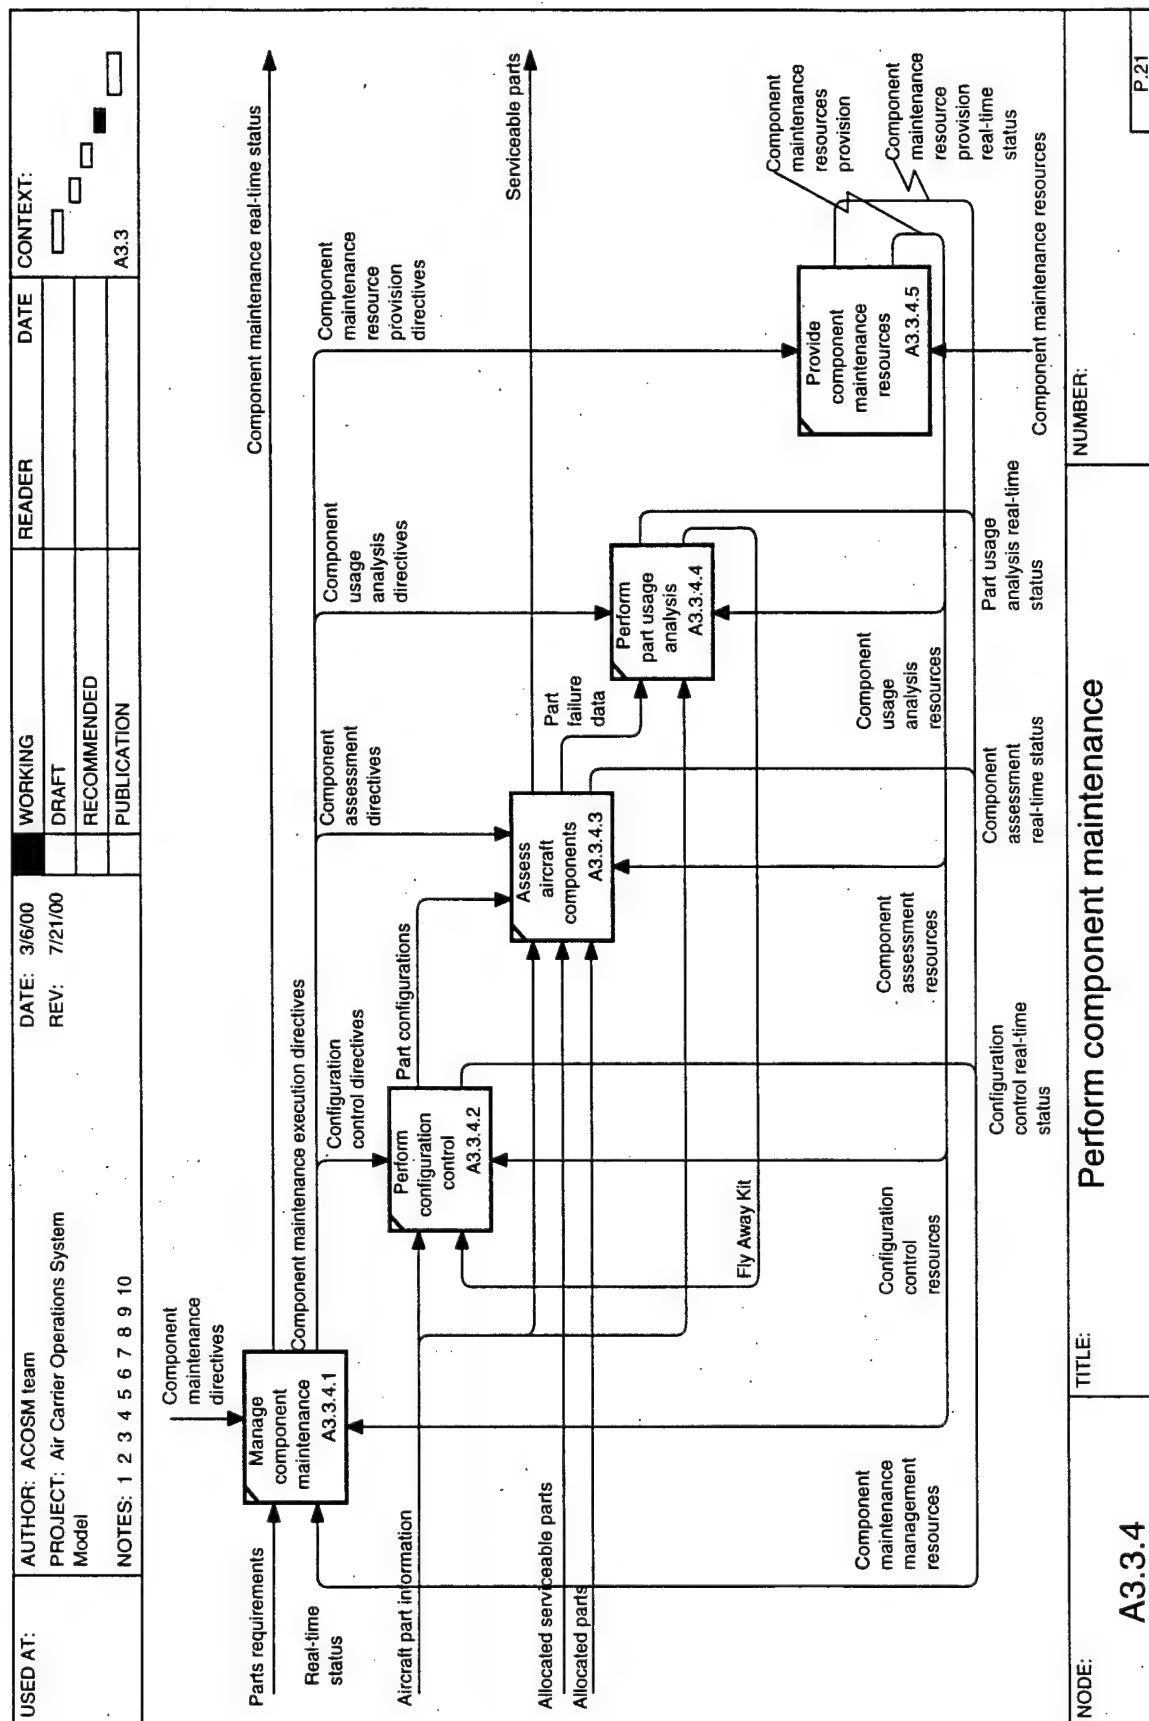 USED AT:
AUTHOR: ACOSM team
PROJECT: Air Carrier Operations System
Model
NOTES: 1 2 3 4 5 6 7 8 9 10
DATE: 3/6/00
REV: 7/21/00
WORKING
DRAFT
RECOMMENDED
PUBLICATION
READER
DATE
CONTEXT:
A3.3
Component
maintenance
directives
Parts requirements
Real-time
status
Manage
component
maintenance
A3.3.4.1
Component maintenance real-time status
Component maintenance execution directives
Configuration
control directives
Component
assessment
directives
Component
usage
analysis
directives
Component
maintenance
resource
provision
directives
Aircraft part information
Perform
configuration
control
A3.3.4.2
Part configurations
Serviceable parts
Allocated serviceable parts
Allocated parts
Assess
aircraft
components
A3.3.4.3
Part
failure
data
Perform
part usage
analysis
A3.3.4.4
Fly Away Kit
Provide
component
maintenance
resources
A3.3.4.5
Component
maintenance
resources
provision
Component
maintenance
resource
provision
real-time
status
Component
maintenance
management
resources
Configuration
control
resources
Component
assessment
resources
Component
usage
analysis
resources
Configuration
control real-time
status
Component
assessment
real-time status
Part usage
analysis real-time
status
Component maintenance resources
NODE:
A3.3.4
TITLE:
Perform component maintenance
NUMBER:
P.21